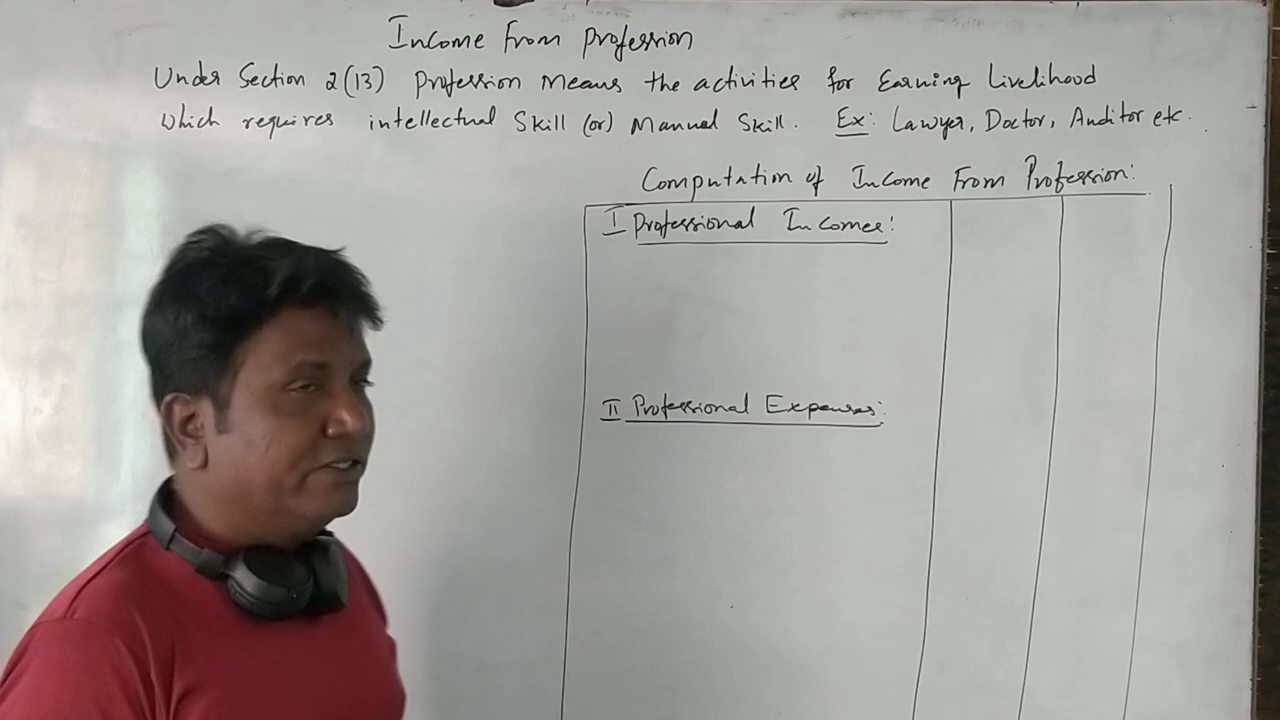 Income From Profession
Under Section 2(13) Profession Means the activities for Earning Livelihood
Which requires intellectual Skill (or) Manual Skill. Ex: Lawyer, Doctor, Auditor etc.
Computation of Income From Profession:
I Professional Incomes:
II Professional Expenses: